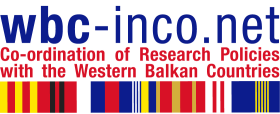 wbc-inco.net
Co-ordination of Research Policies
with the Western Balkan Countries